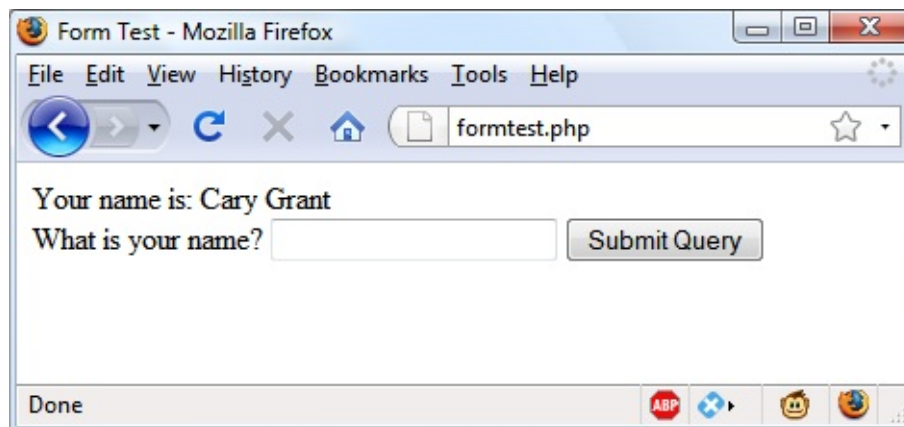 Form Test - Mozilla Firefox
File Edit View History Bookmarks Tools Help
formtest.php
Your name is: Cary Grant
What is your name? Submit Query
Done ABP